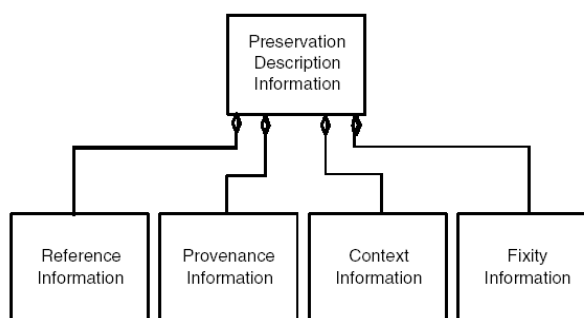 Preservation
Description
Information
Reference
Information
Provenance
Information
Context
Information
Fixity
Information